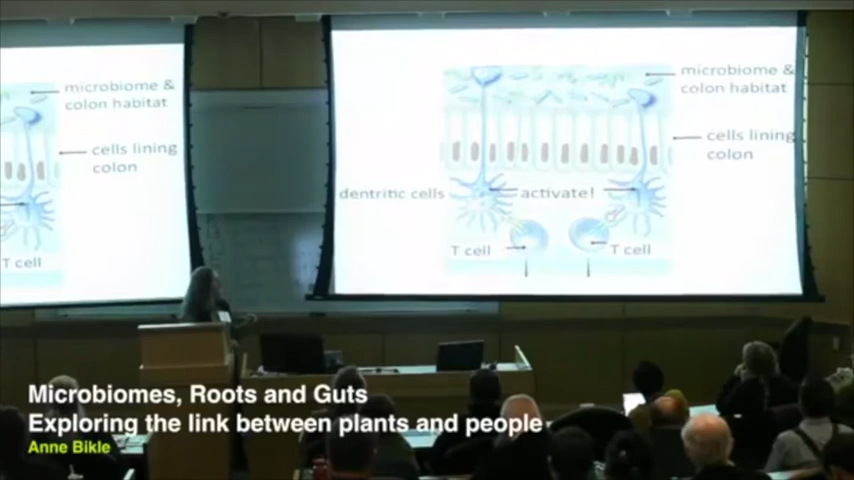 microbiome &
colon habitat
cells lining
colon
T cell
microbiome &
colon habitat
cells lining
colon
dentritic cells
activate!
T cell
T cell
Microbiomes, Roots and Guts
Exploring the link between plants and people
Anne Bikle